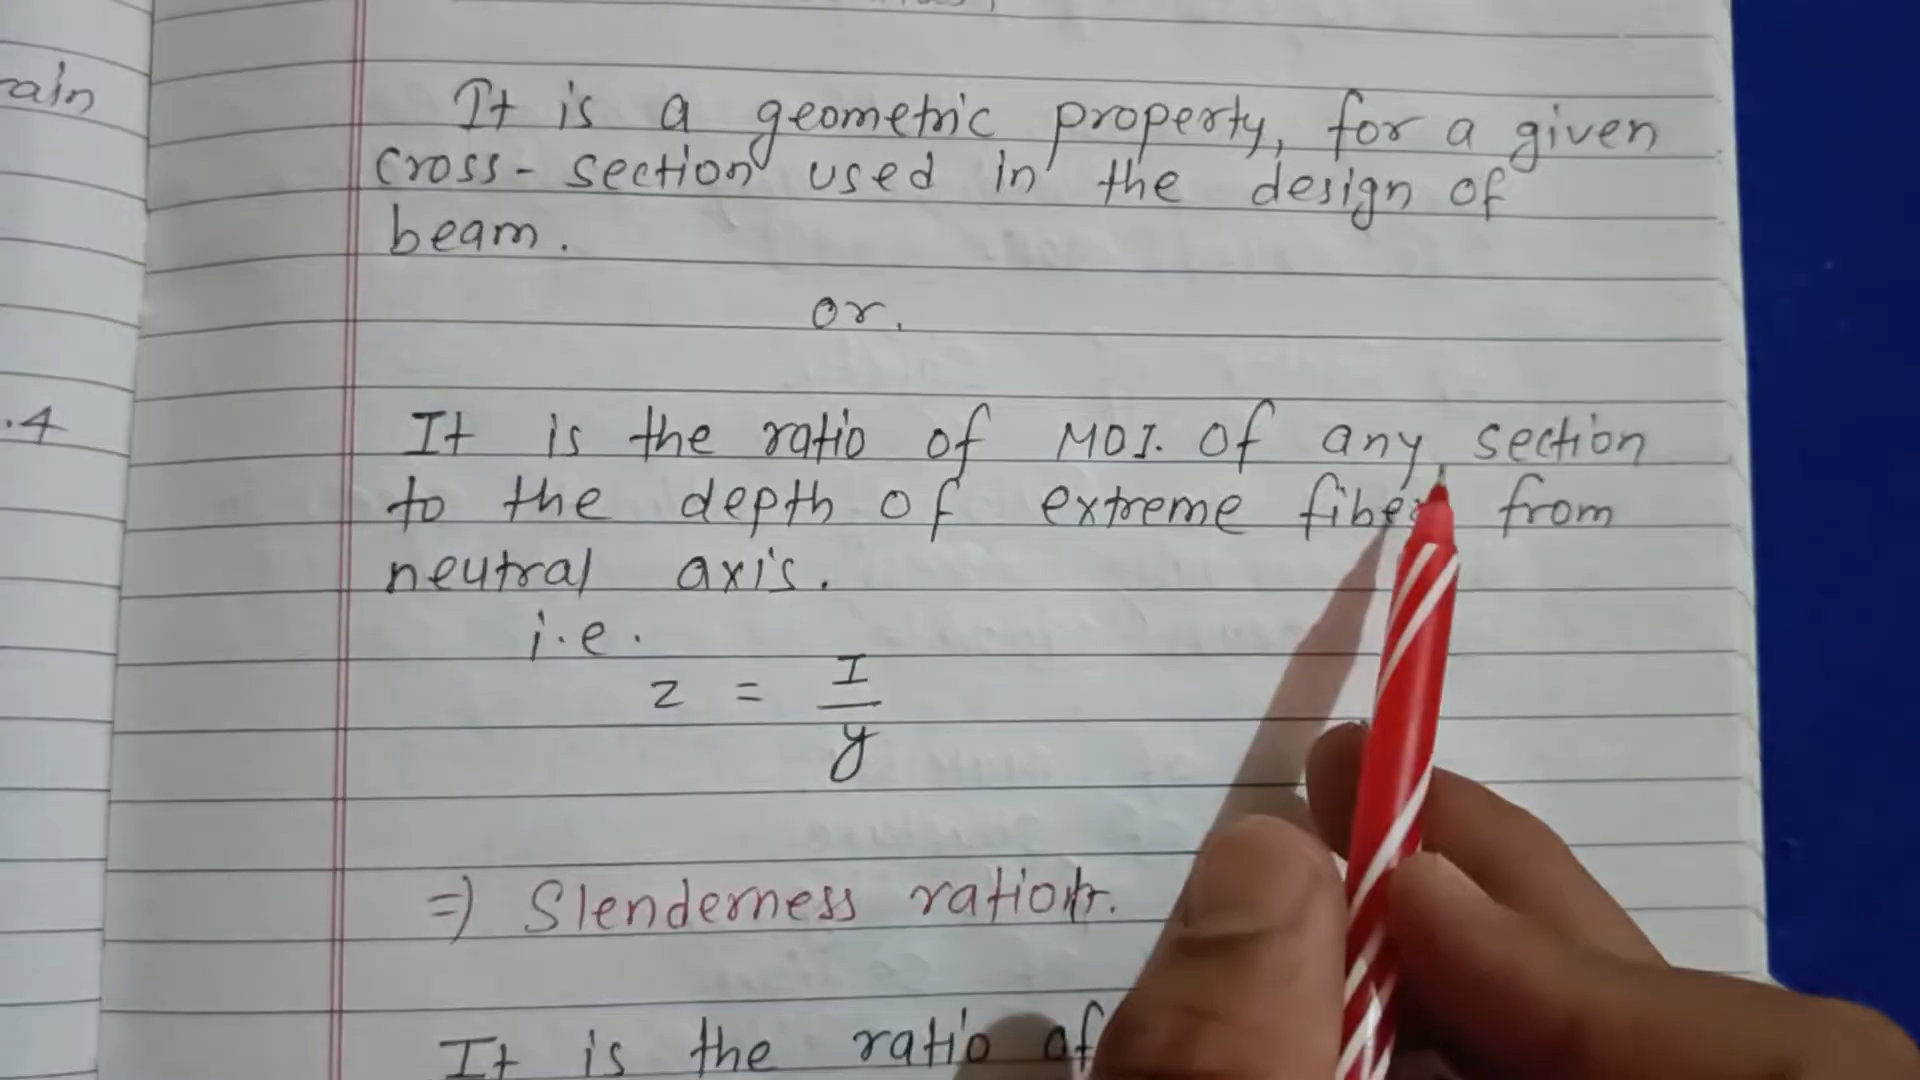 rain
.4
It is a geometric property, for a given
cross-section used in the design of
beam.
or.
It is the ratio of MOI. of any section
to the depth of extreme fiber from
neutral axis.
i.e.
z = I
y
=) Slenderness ratio
It is the ratio of